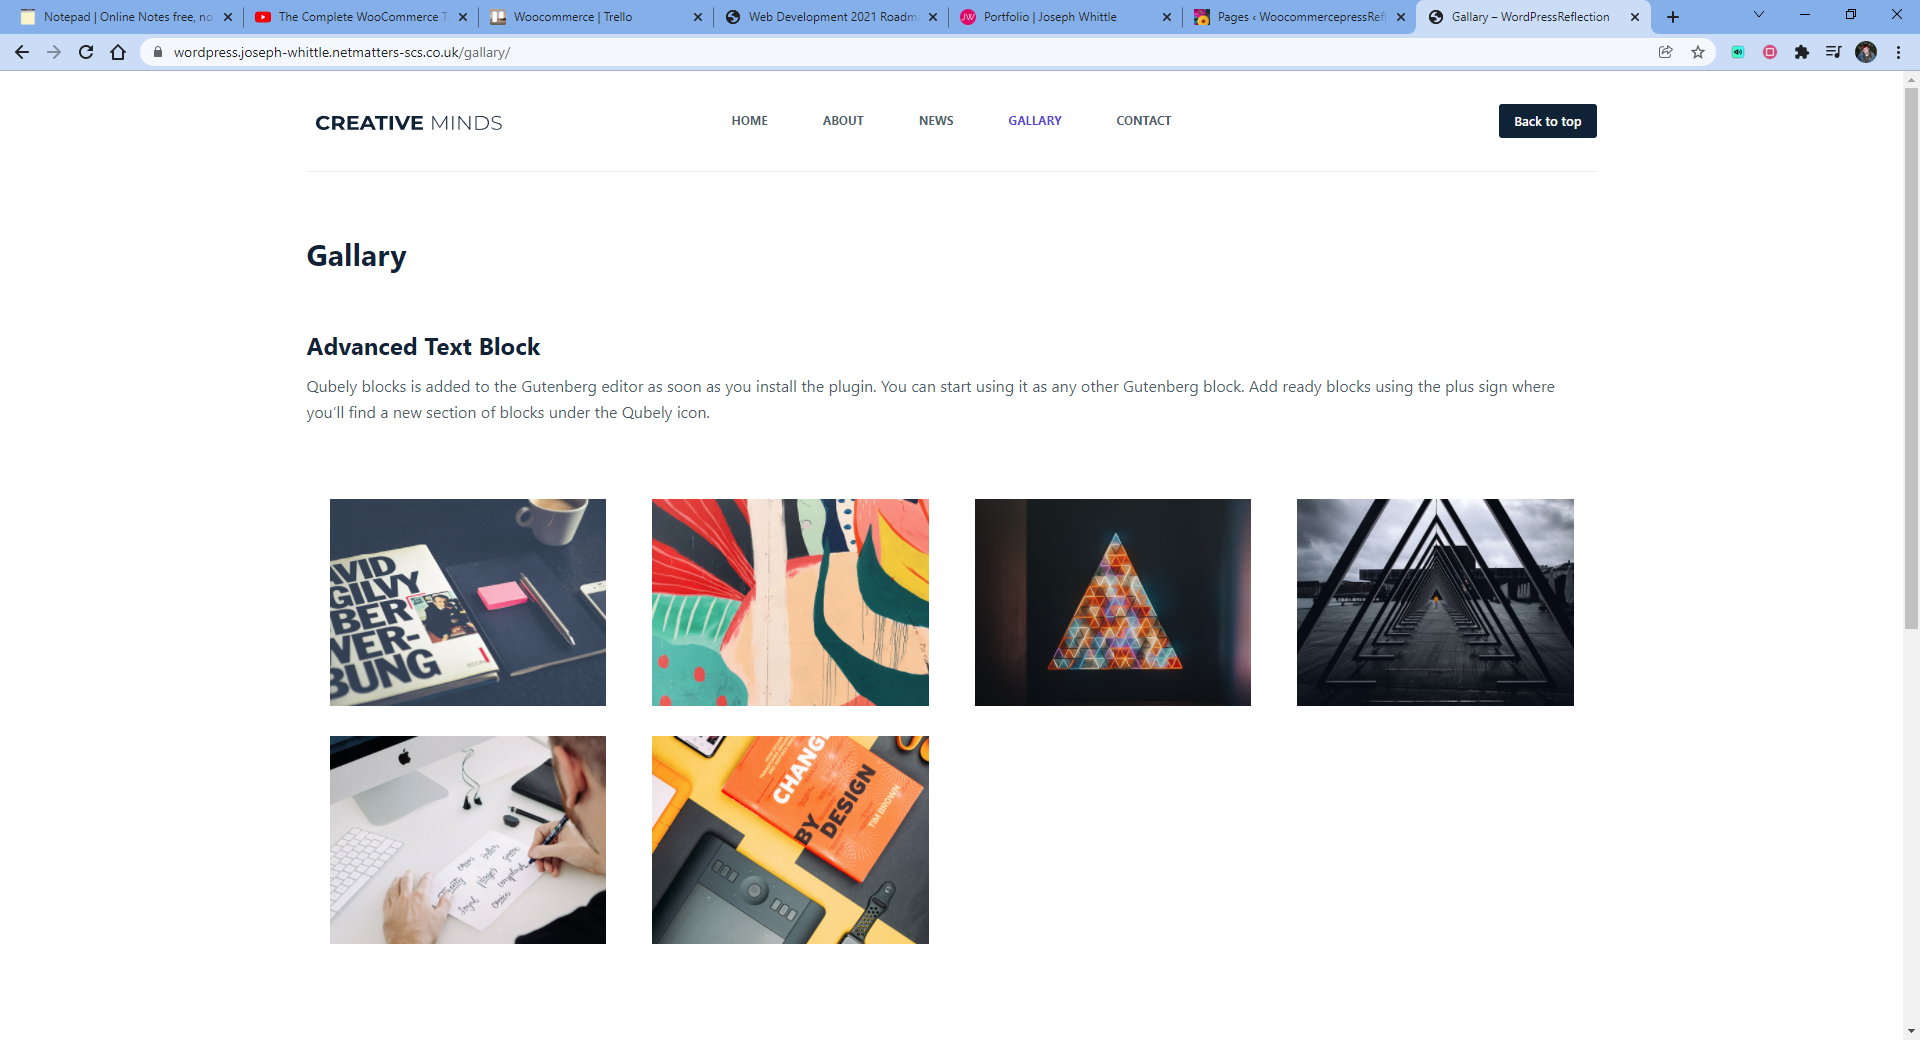 Notepad | Online Notes free, no
The Complete WooCommerce T
Woocommerce | Trello
Web Development 2021 Roadm
Portfolio | Joseph Whittle
Pages ‹ WoocommercepressRefl
Gallary – WordPressReflection
wordpress.joseph-whittle.netmatters-scs.co.uk/gallary/
CREATIVE MINDS
HOME
ABOUT
NEWS
GALLARY
CONTACT
Back to top
Gallary
Advanced Text Block
Qubely blocks is added to the Gutenberg editor as soon as you install the plugin. You can start using it as any other Gutenberg block. Add ready blocks using the plus sign where
you'll find a new section of blocks under the Qubely icon.
AVID
GILVY
BER
VER-
BUNG
CHANG
BY
DESIGN
TIM BROWN